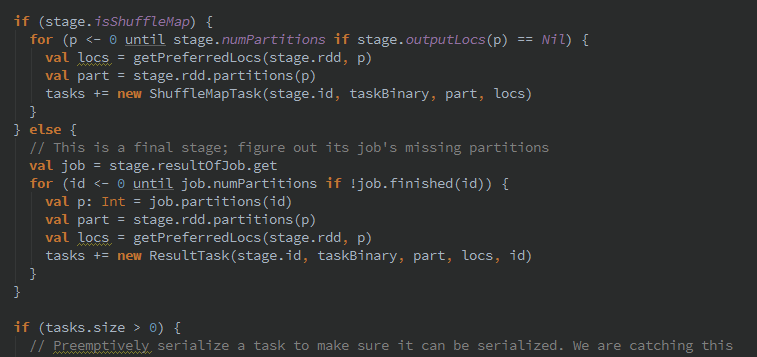 if (stage.isShuffleMap) {
for (p <- 0 until stage.numPartitions if stage.outputLocs(p) == Nil) {
val locs = getPreferredLocs(stage.rdd, p)
val part = stage.rdd.partitions(p)
tasks += new ShuffleMapTask(stage.id, taskBinary, part, locs)
}
} else {
// This is a final stage; figure out its job's missing partitions
val job = stage.resultOfJob.get
for (id <- 0 until job.numPartitions if !job.finished(id)) {
val p: Int = job.partitions(id)
val part = stage.rdd.partitions(p)
val locs = getPreferredLocs(stage.rdd, p)
tasks += new ResultTask(stage.id, taskBinary, part, locs, id)
}
}
if (tasks.size > 0) {
// Preemptively serialize a task to make sure it can be serialized. We are catching this